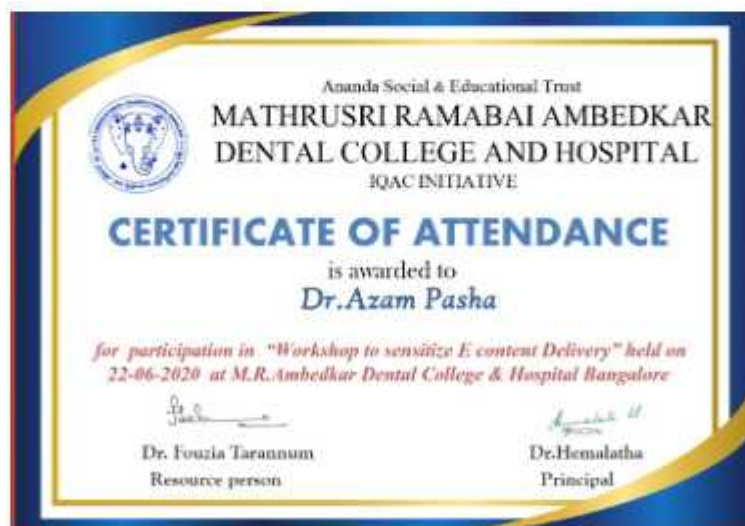 Ananda Social & Educational Trust
MATHRUSRI RAMABAI AMBEDKAR
DENTAL COLLEGE AND HOSPITAL
IQAC INITIATIVE
CERTIFICATE OF ATTENDANCE
is awarded to
Dr.Azam Pasha
for participation in "Workshop to sensitize E content Delivery" held on
22-06-2020 at M.R.Ambedkar Dental College & Hospital Bangalore
Dr. Fouzia Tarannum
Dr.Hemalatha
Resource person
Principal